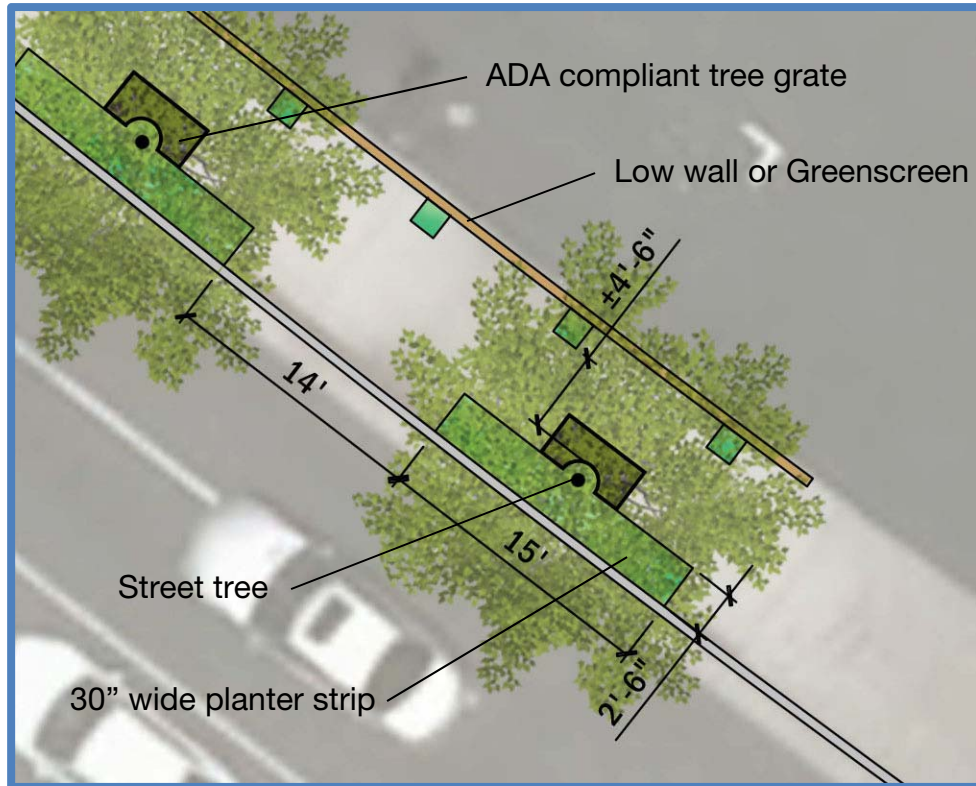 ADA compliant tree grate
Low wall or Greenscreen
±4'-6"
14'
15'
Street tree
30” wide planter strip
2'-6"